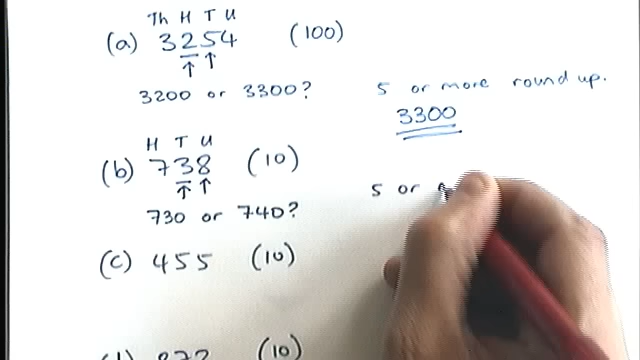 Th H T U
(a) 3254 (100)
3200 or 3300?
5 or more round up.
3300
H T U
(b) 738 (10)
730 or 740?
5 or
(c) 455 (10)
(10)